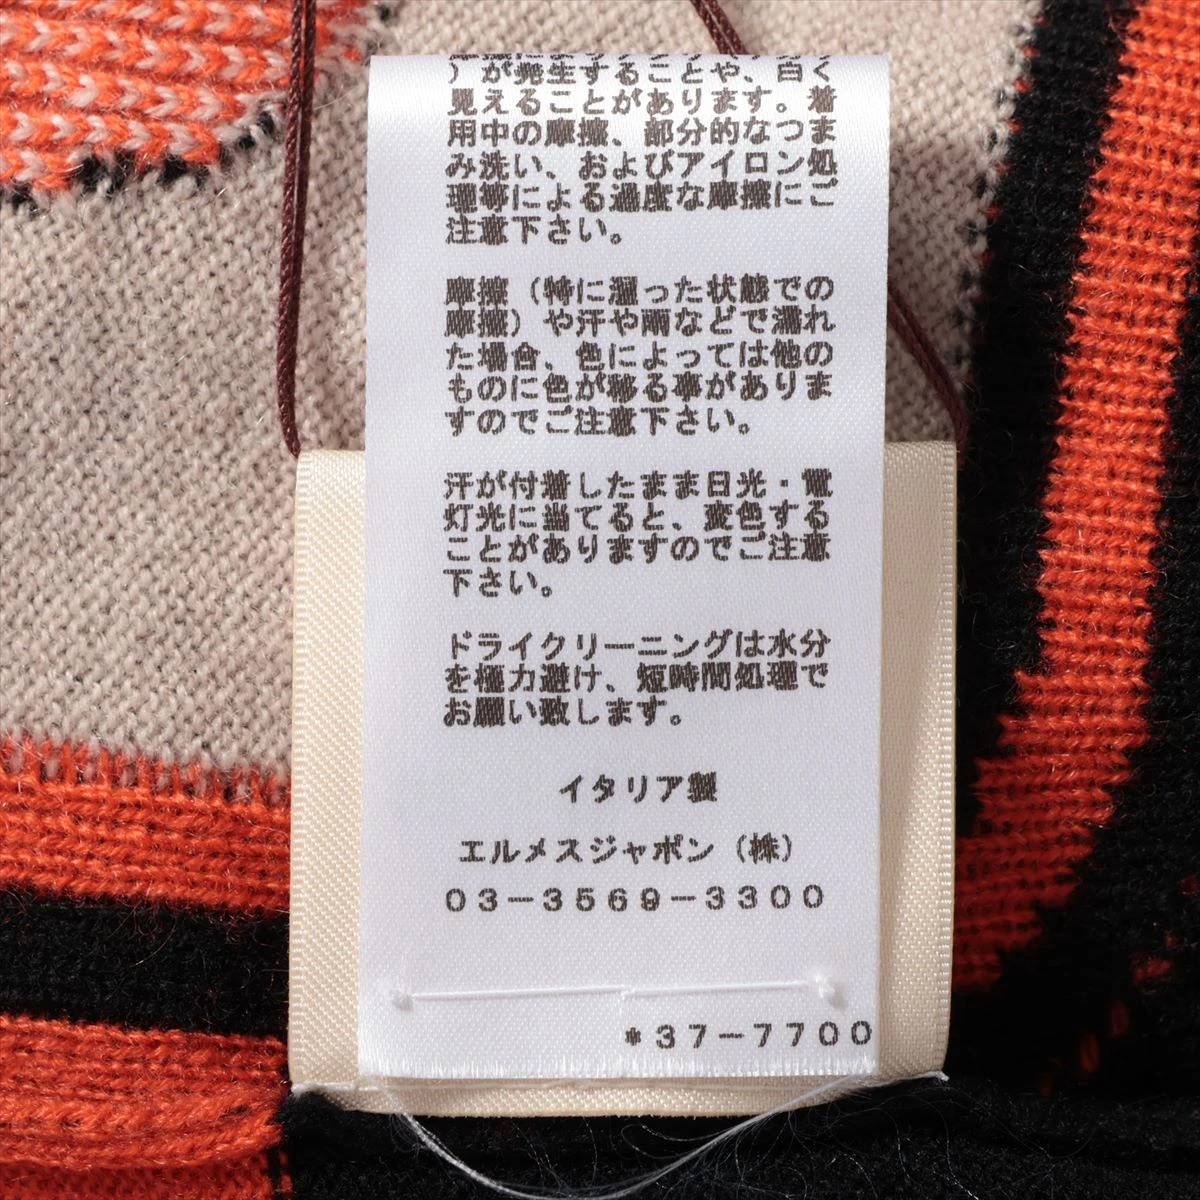 ）が発生することや、白く
見えることがあります。着
用中の摩擦、部分的なつま
み洗い、およびアイロン処
理等による過度な摩擦にご
注意下さい。
摩擦（特に湿った状態での
摩擦）や汗や雨などで濡れ
た場合、色によっては他の
ものに色が移る事がありま
すのでご注意下さい。
汗が付着したまま日光・電
灯光に当てると、変色する
ことがありますのでご注意
下さい。
ドライクリーニングは水分
を極力避け、短時間処理で
お願い致します。
イタリア製
エルメスジャポン（株）
03-3569-3300
*37-7700